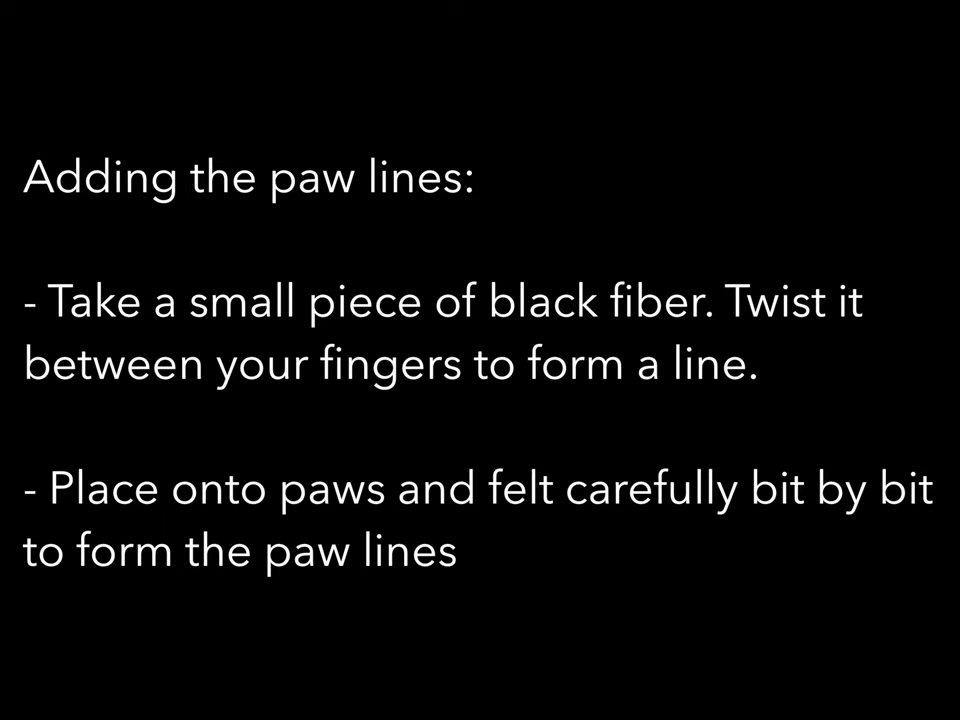 Adding the paw lines:
- Take a small piece of black fiber. Twist it
between your fingers to form a line.
- Place onto paws and felt carefully bit by bit
to form the paw lines